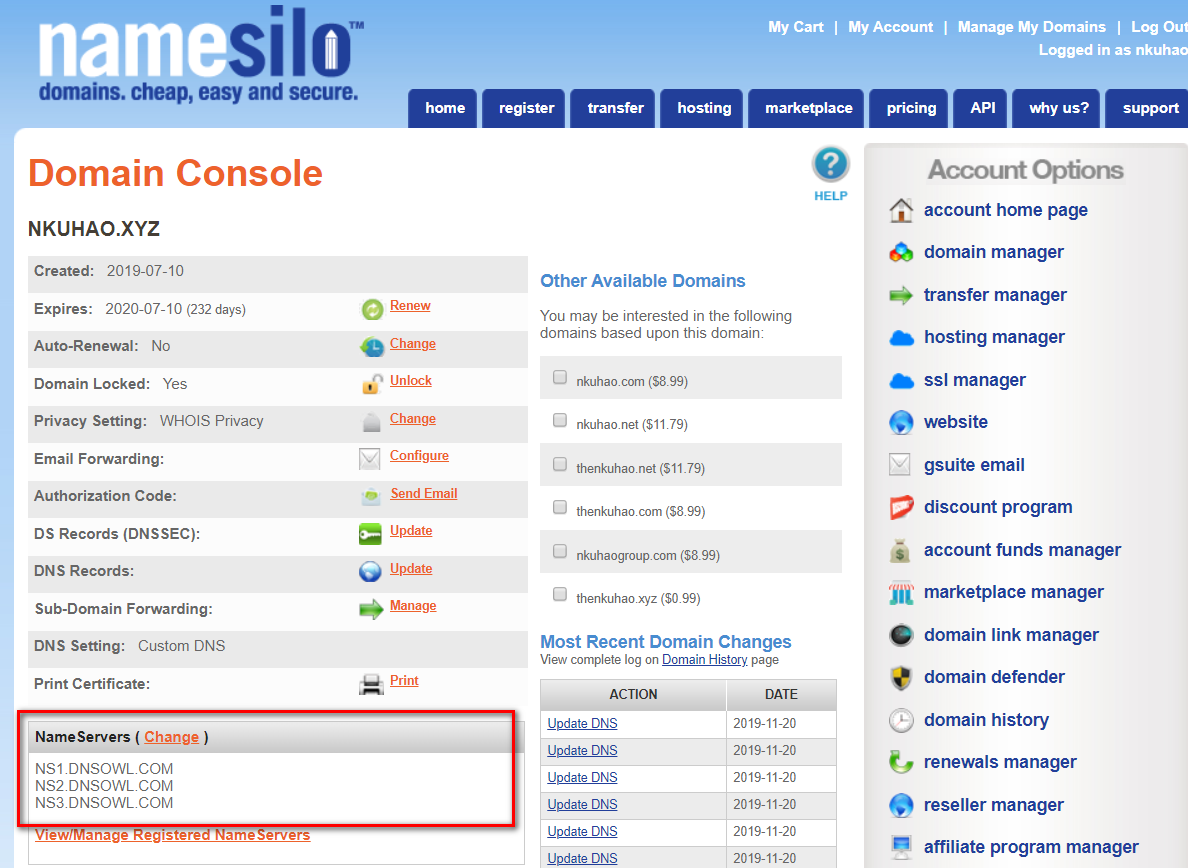 namesilo™
domains. cheap, easy and secure.
My Cart | My Account | Manage My Domains | Log Out
Logged in as nkuhao
home register transfer hosting marketplace pricing API why us? support
Domain Console
HELP
NKUHAO.XYZ
Created: 2019-07-10
Expires: 2020-07-10 (232 days) Renew
Auto-Renewal: No Change
Domain Locked: Yes Unlock
Privacy Setting: WHOIS Privacy Change
Email Forwarding: Configure
Authorization Code: Send Email
DS Records (DNSSEC): Update
DNS Records: Update
Sub-Domain Forwarding: Manage
DNS Setting: Custom DNS
Print Certificate: Print
NameServers ( Change )
NS1.DNSOWL.COM
NS2.DNSOWL.COM
NS3.DNSOWL.COM
View/Manage Registered NameServers
Other Available Domains
You may be interested in the following
domains based upon this domain:
nkuhao.com ($8.99)
nkuhao.net ($11.79)
thenkuhao.net ($11.79)
thenkuhao.com ($8.99)
nkuhaogroup.com ($8.99)
thenkuhao.xyz ($0.99)
Most Recent Domain Changes
View complete log on Domain History page
ACTION DATE
Update DNS 2019-11-20
Update DNS 2019-11-20
Update DNS 2019-11-20
Update DNS 2019-11-20
Update DNS 2019-11-20
Update DNS 2019-11-20
Account Options
account home page
domain manager
transfer manager
hosting manager
ssl manager
website
gsuite email
discount program
account funds manager
marketplace manager
domain link manager
domain defender
domain history
renewals manager
reseller manager
affiliate program manager